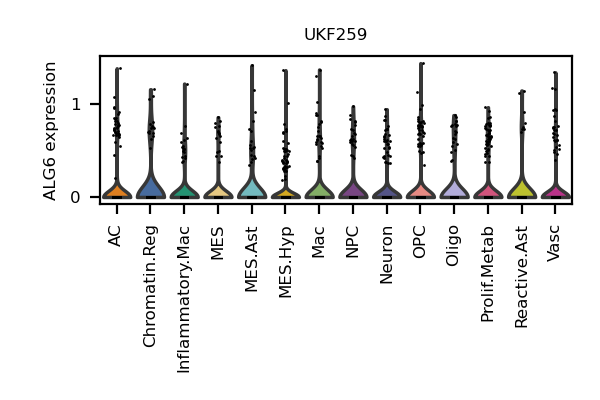 UKF259
ALG6 expression
1
0
AC
Chromatin.Reg
Inflammatory.Mac
MES
MES.Ast
MES.Hyp
Mac
NPC
Neuron
OPC
Oligo
Prolif.Metab
Reactive.Ast
Vasc